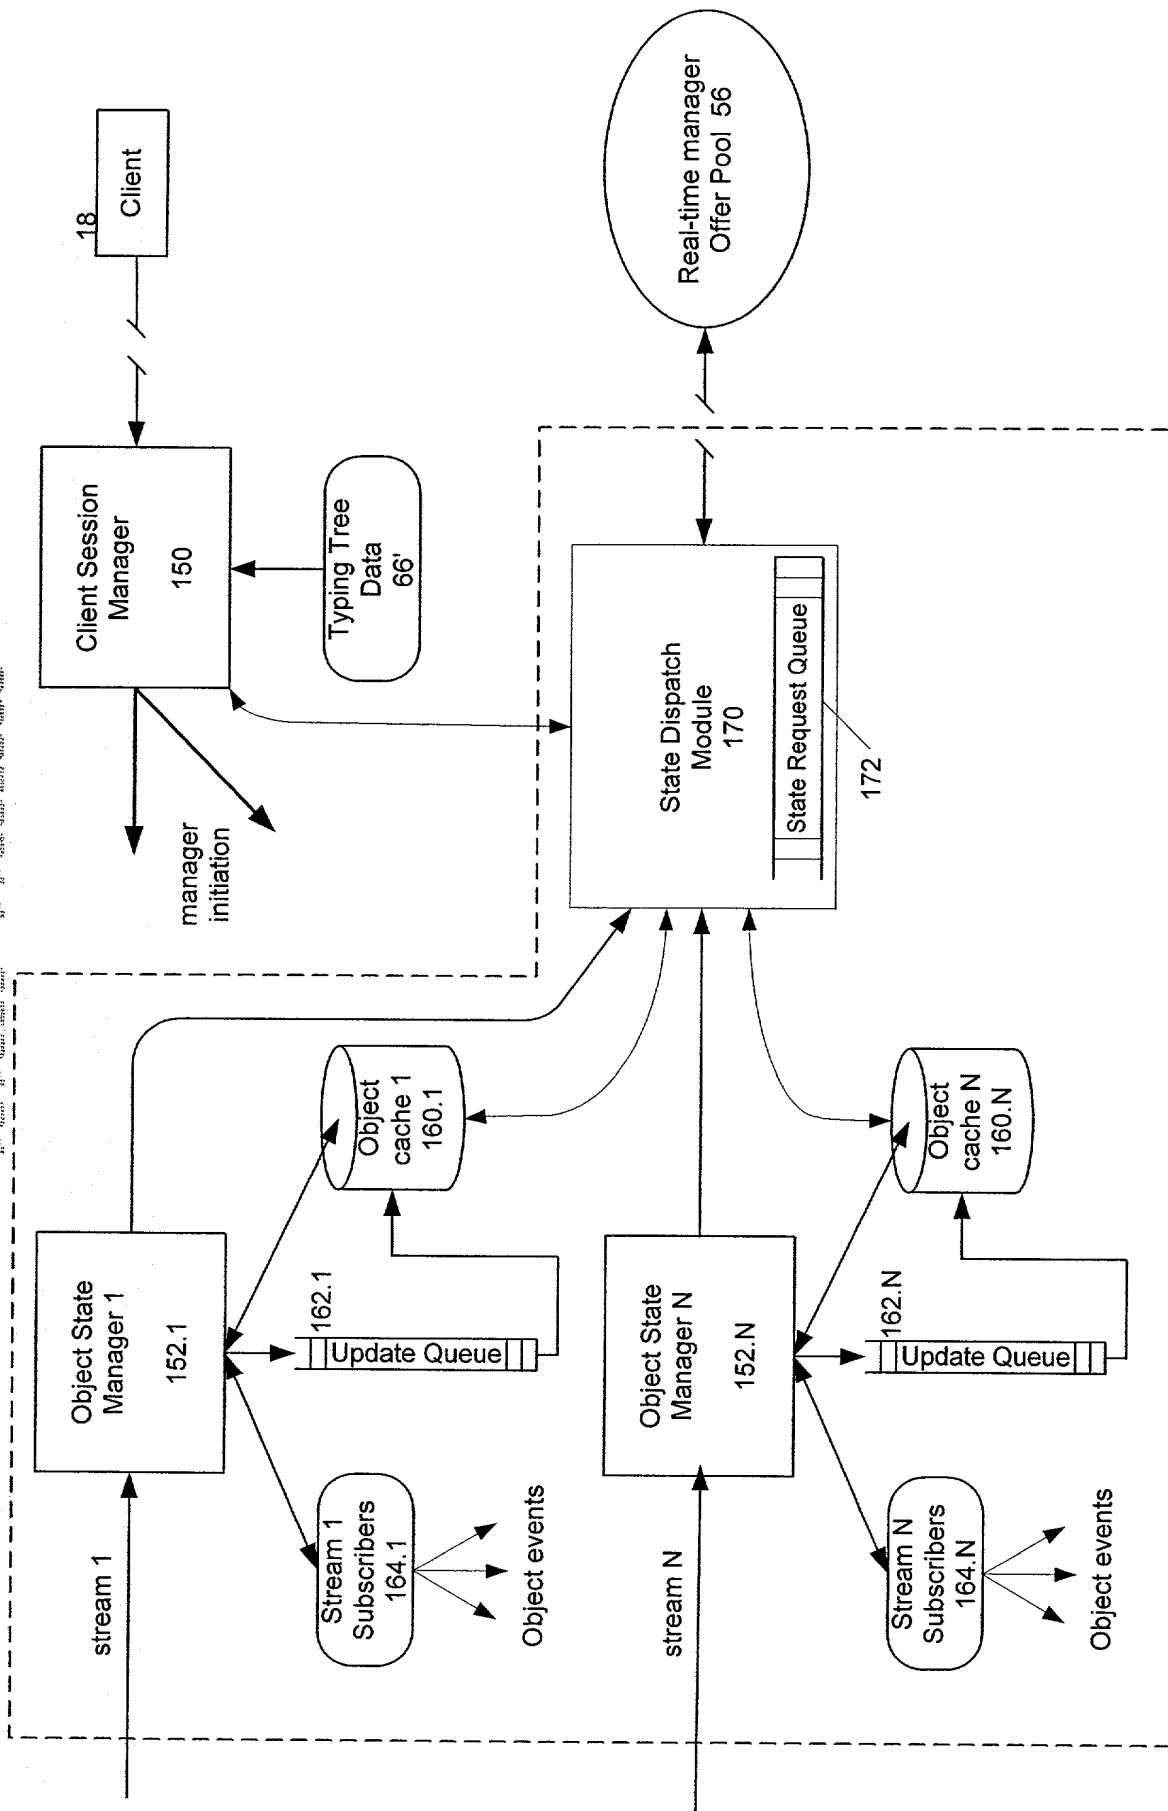 stream 1
Object State
Manager 1
152.1
Stream 1
Subscribers
164.1
Object events
162.1
Update Queue
Object
cache 1
160.1
manager
initiation
Client Session
Manager
150
Typing Tree
Data
66'
18
Client
stream N
Object State
Manager N
152.N
Stream N
Subscribers
164.N
Object events
162.N
Update Queue
Object
cache N
160.N
State Dispatch
Module
170
State Request Queue
172
Real-time manager
Offer Pool 56